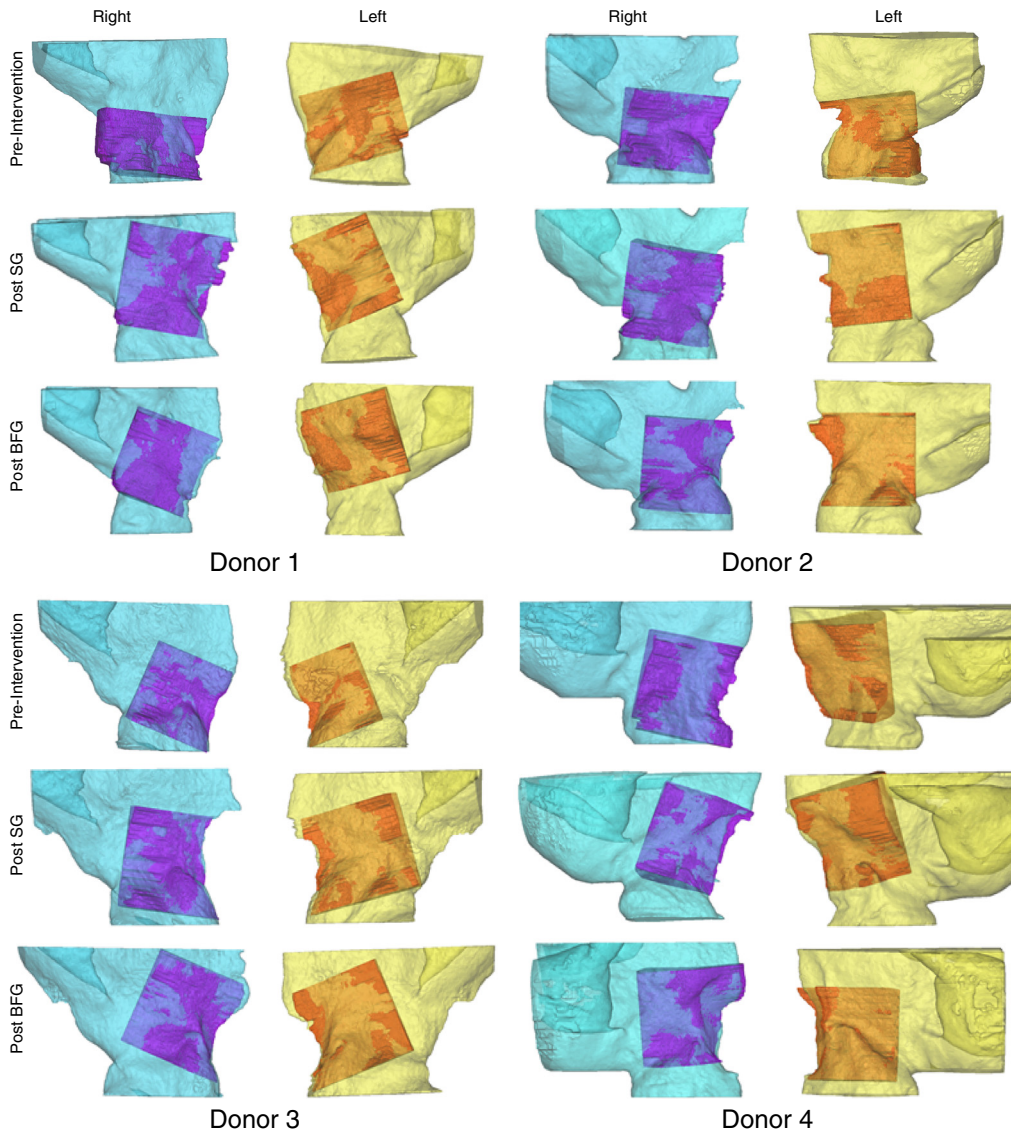 Right Left Right Left
Pre-Intervention
Post SG
Post BFG
Donor 1 Donor 2
Pre-Intervention
Post SG
Post BFG
Donor 3 Donor 4